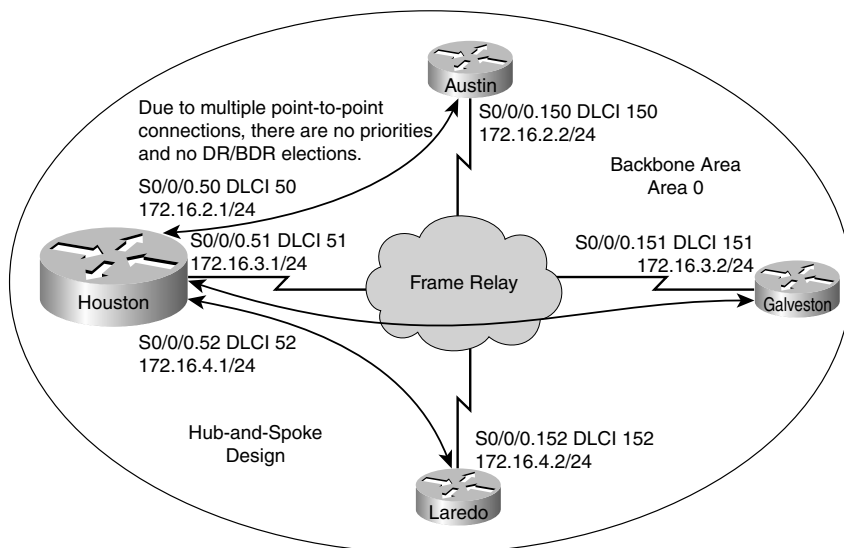 Austin
Due to multiple point-to-point
connections, there are no priorities
and no DR/BDR elections.
S0/0/0.150 DLCI 150
172.16.2.2/24
Backbone Area
Area 0
S0/0/0.50 DLCI 50
172.16.2.1/24
S0/0/0.51 DLCI 51
172.16.3.1/24
S0/0/0.151 DLCI 151
172.16.3.2/24
Houston
Frame Relay
Galveston
S0/0/0.52 DLCI 52
172.16.4.1/24
Hub-and-Spoke
Design
S0/0/0.152 DLCI 152
172.16.4.2/24
Laredo